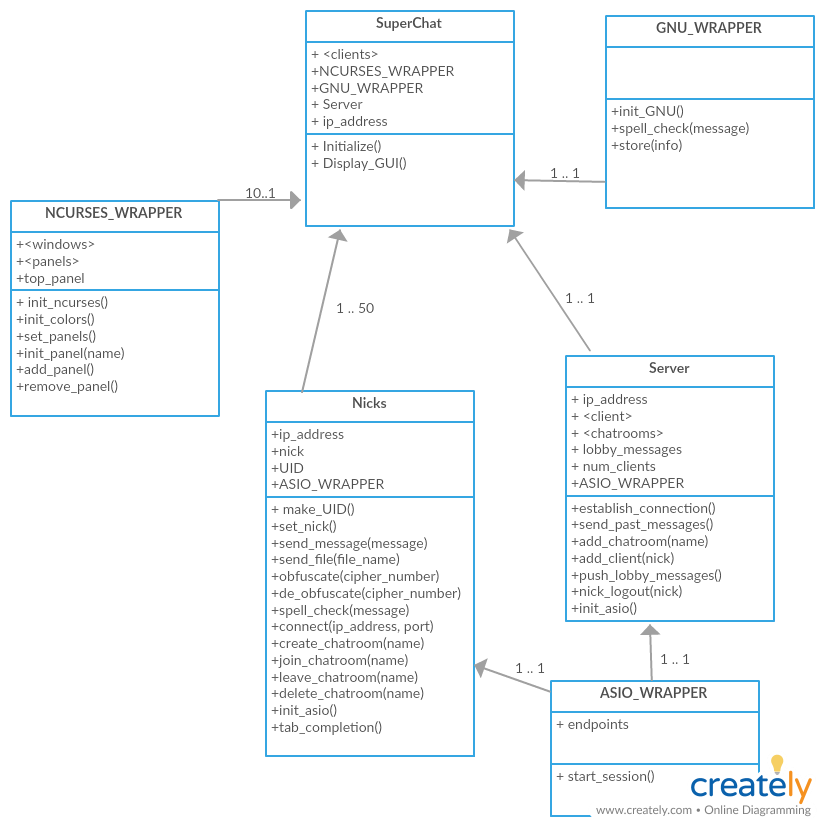 SuperChat
+ <clients>
+NCURSES_WRAPPER
+GNU_WRAPPER
+ Server
+ ip_address
+ Initialize()
+ Display_GUI()
GNU_WRAPPER
+init_GNU()
+spell_check(message)
+store(info)
1 .. 1
10..1
NCURSES_WRAPPER
+<windows>
+<panels>
+top_panel
+ init_ncurses()
+init_colors()
+set_panels()
+init_panel(name)
+add_panel()
+remove_panel()
1 .. 50
1 .. 1
Nicks
+ip_address
+nick
+UID
+ASIO_WRAPPER
+ make_UID()
+set_nick()
+send_message(message)
+send_file(file_name)
+obfuscate(cipher_number)
+de_obfuscate(cipher_number)
+spell_check(message)
+connect(ip_address, port)
+create_chatroom(name)
+join_chatroom(name)
+leave_chatroom(name)
+delete_chatroom(name)
+init_asio()
+tab_completion()
Server
+ ip_address
+ <client>
+ <chatrooms>
+ lobby_messages
+ num_clients
+ASIO_WRAPPER
+establish_connection()
+send_past_messages()
+add_chatroom(name)
+add_client(nick)
+push_lobby_messages()
+nick_logout(nick)
+init_asio()
1 .. 1
1 .. 1
ASIO_WRAPPER
+ endpoints
+ start_session()
creately
www.creately.com • Online Diagramming